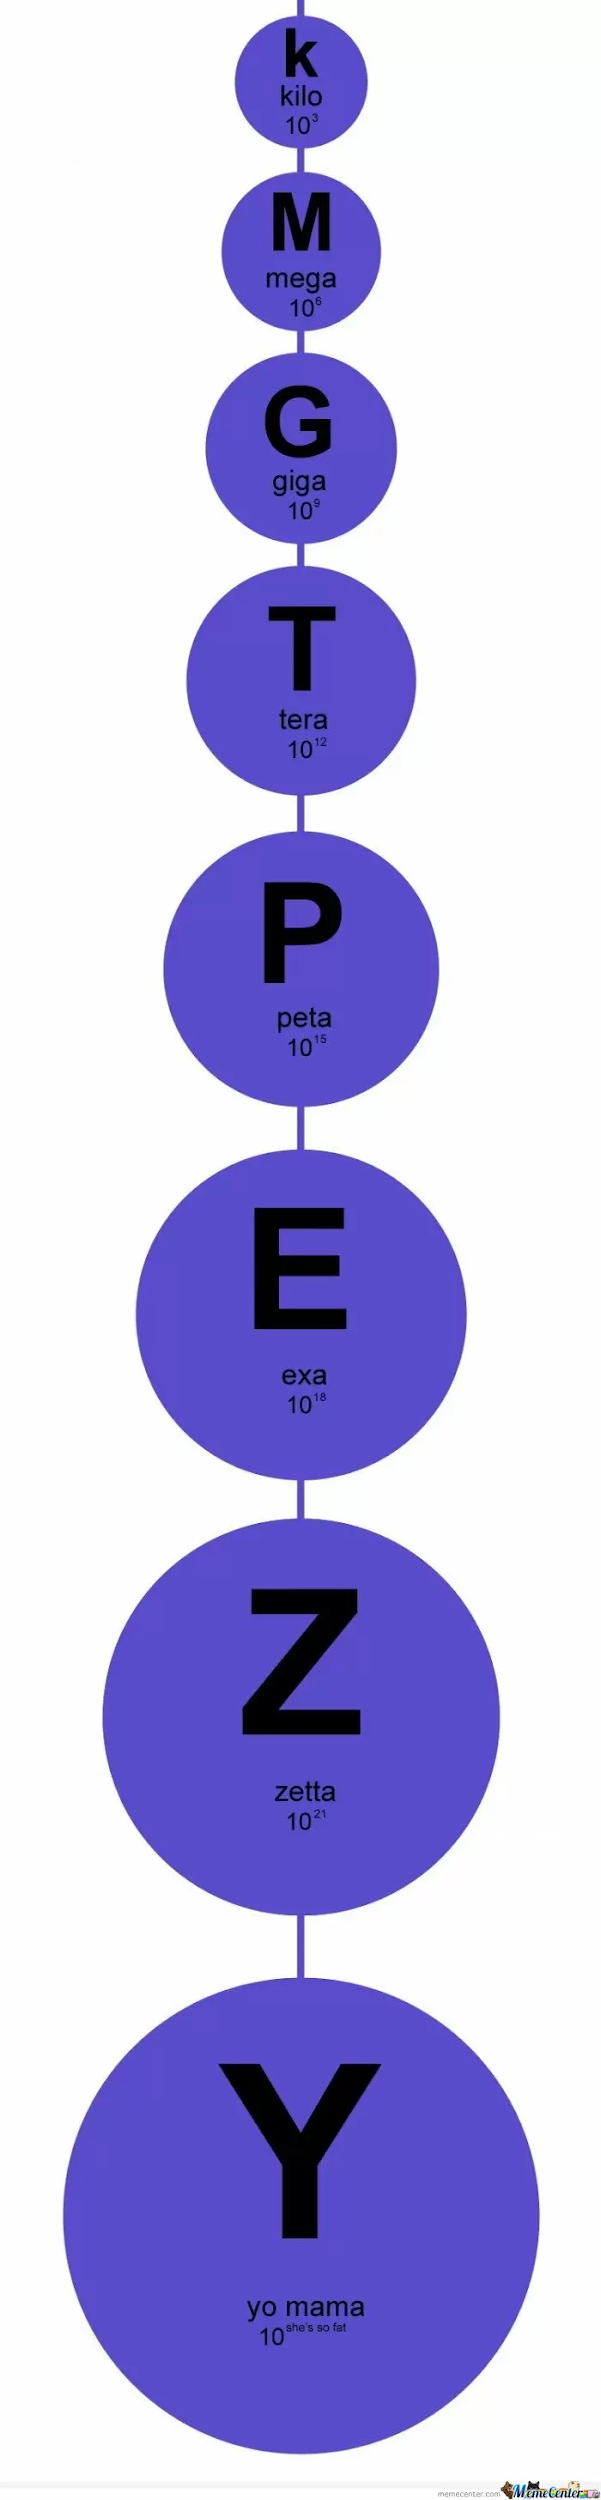 k
kilo
10³
M
mega
10⁶
G
giga
10⁹
T
tera
10¹²
P
peta
10¹⁵
E
exa
10¹⁸
Z
zetta
10²¹
Y
yo mama
10 she's so fat
memecenter.com MemeCenter